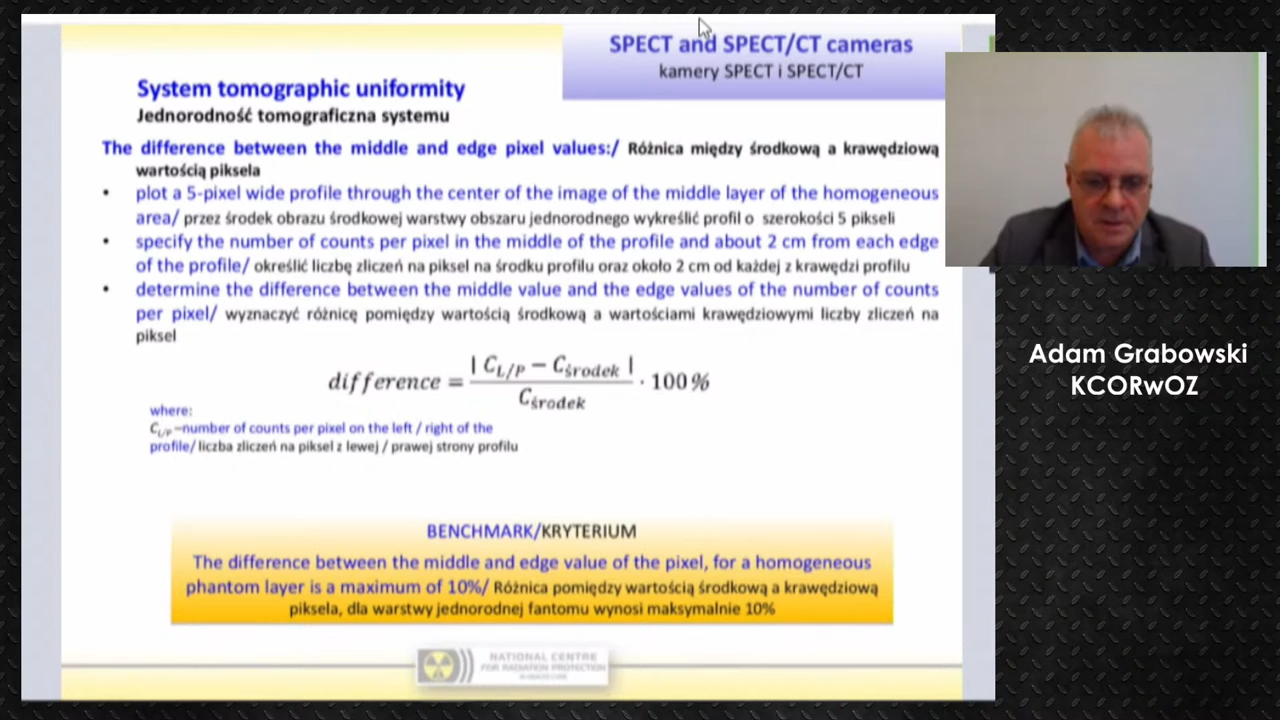 SPECT and SPECT/CT cameras
kamery SPECT i SPECT/CT
System tomographic uniformity
Jednorodność tomograficzna systemu
The difference between the middle and edge pixel values:/ Różnica między środkową a krawędziową
wartością piksela
• plot a 5-pixel wide profile through the center of the image of the middle layer of the homogeneous
area/ przez środek obrazu środkowej warstwy obszaru jednorodnego wykreślić profil o szerokości 5 pikseli
• specify the number of counts per pixel in the middle of the profile and about 2 cm from each edge
of the profile/ określić liczbę zliczeń na piksel na środku profilu oraz około 2 cm od każdej z krawędzi profilu
• determine the difference between the middle value and the edge values of the number of counts
per pixel/ wyznaczyć różnicę pomiędzy wartością środkową a wartościami krawędziowymi liczby zliczeń na
piksel
difference = | C_L/P − C_środek | / C_środek · 100%
where:
C_L/P –number of counts per pixel on the left / right of the
profile/ liczba zliczeń na piksel z lewej / prawej strony profilu
BENCHMARK/KRYTERIUM
The difference between the middle and edge value of the pixel, for a homogeneous
phantom layer is a maximum of 10%/ Różnica pomiędzy wartością środkową a krawędziową
piksela, dla warstwy jednorodnej fantomu wynosi maksymalnie 10%
NATIONAL CENTRE
FOR RADIATION PROTECTION
Adam Grabowski
KCORwOZ